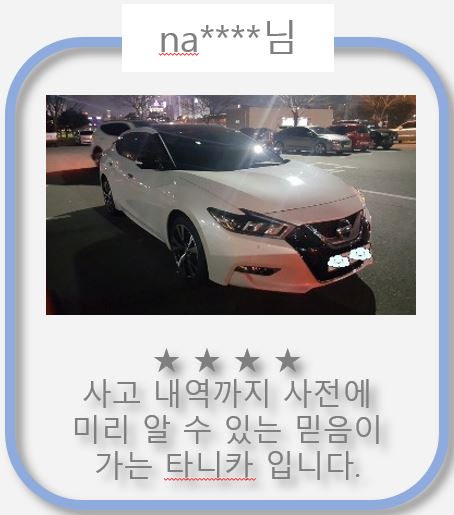 na****님
★ ★ ★ ★
사고 내역까지 사전에
미리 알 수 있는 믿음이
가는 타니카 입니다.